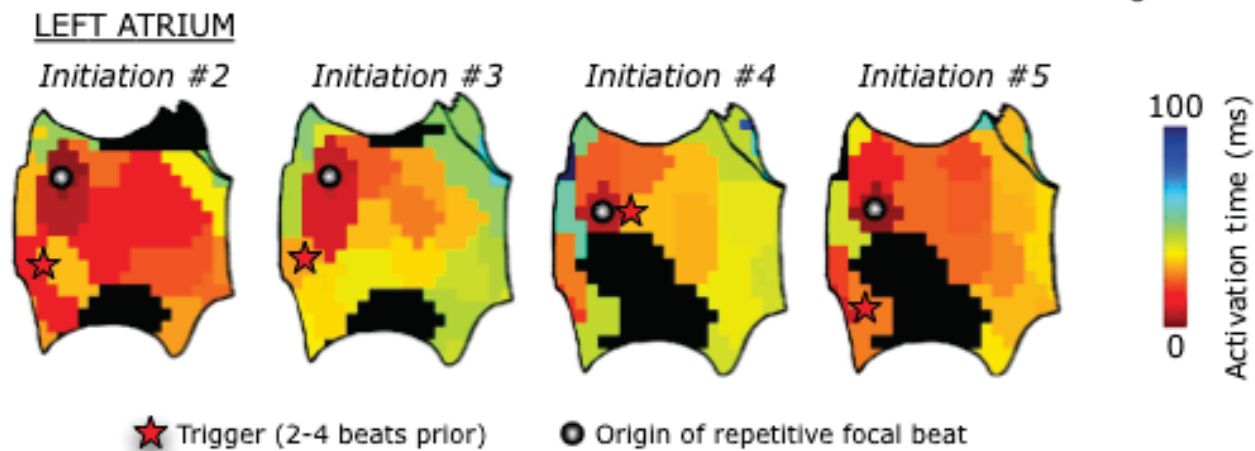 LEFT ATRIUM
Initiation #2 Initiation #3 Initiation #4 Initiation #5
100
Activation time (ms)
0
Trigger (2-4 beats prior) Origin of repetitive focal beat